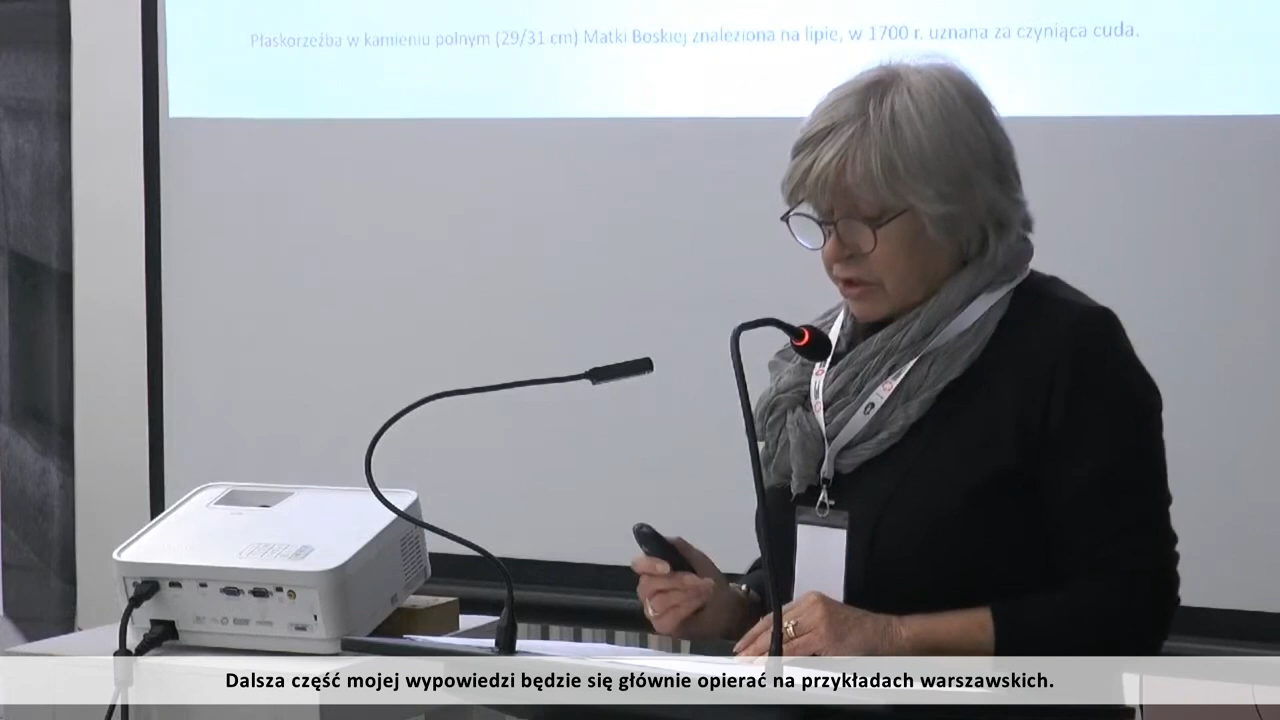 Płaskorzeźba w kamieniu polnym (29/31 cm) Matki Boskiej znaleziona na lipie, w 1700 r. uznana za czyniąca cuda.
Dalsza część mojej wypowiedzi będzie się głównie opierać na przykładach warszawskich.